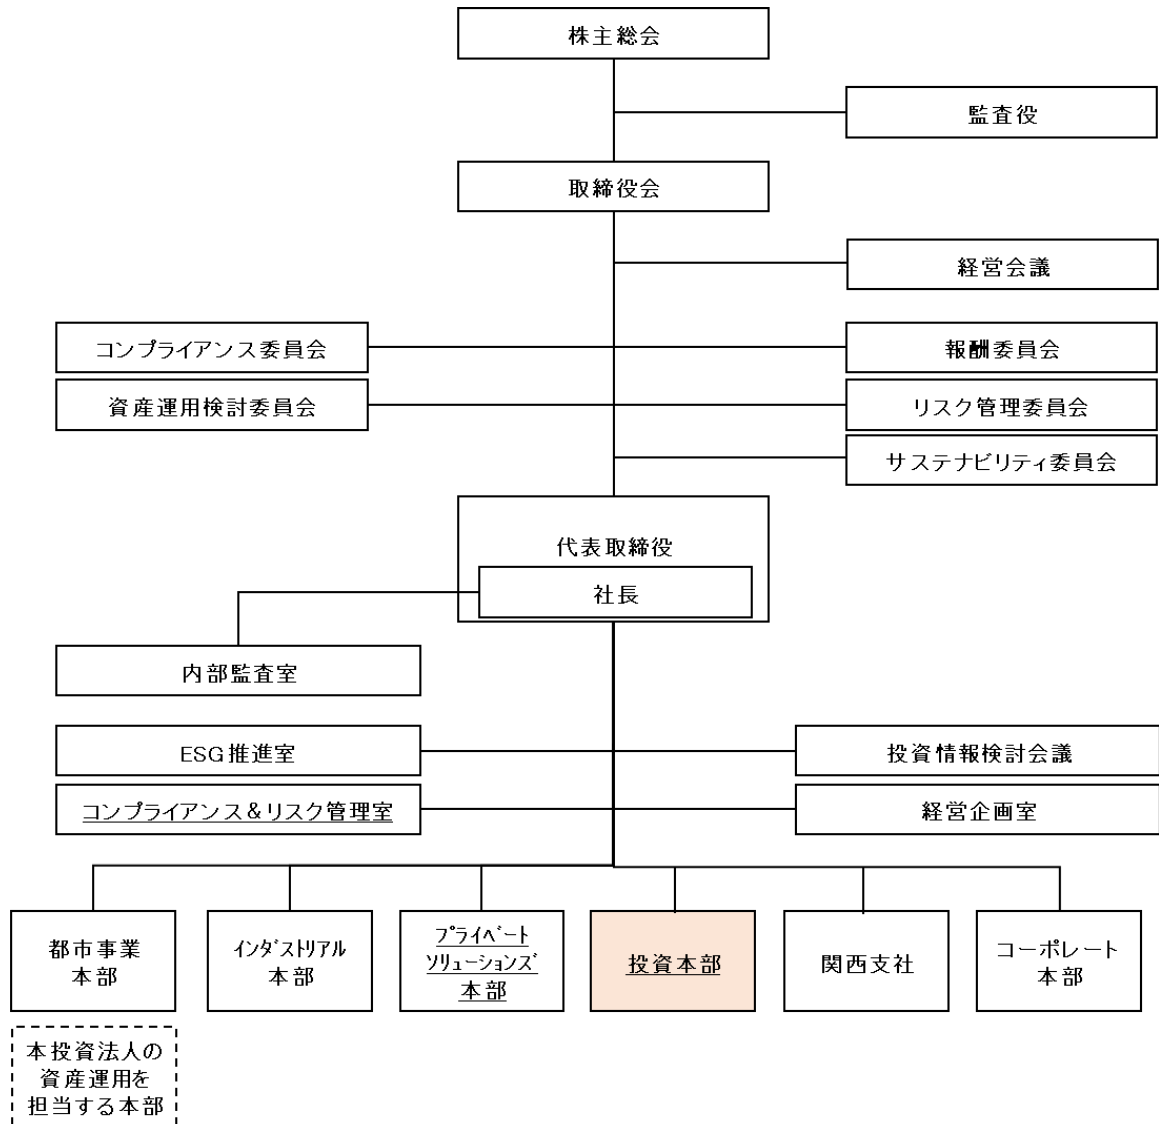 株主総会
監査役
取締役会
経営会議
コンプライアンス委員会
報酬委員会
資産運用検討委員会
リスク管理委員会
サステナビリティ委員会
代表取締役
社長
内部監査室
ESG推進室
投資情報検討会議
コンプライアンス&リスク管理室
経営企画室
都市事業
本部
インダストリアル
本部
プライベート
ソリューションズ
本部
投資本部
関西支社
コーポレート
本部
本投資法人の
資産運用を
担当する本部